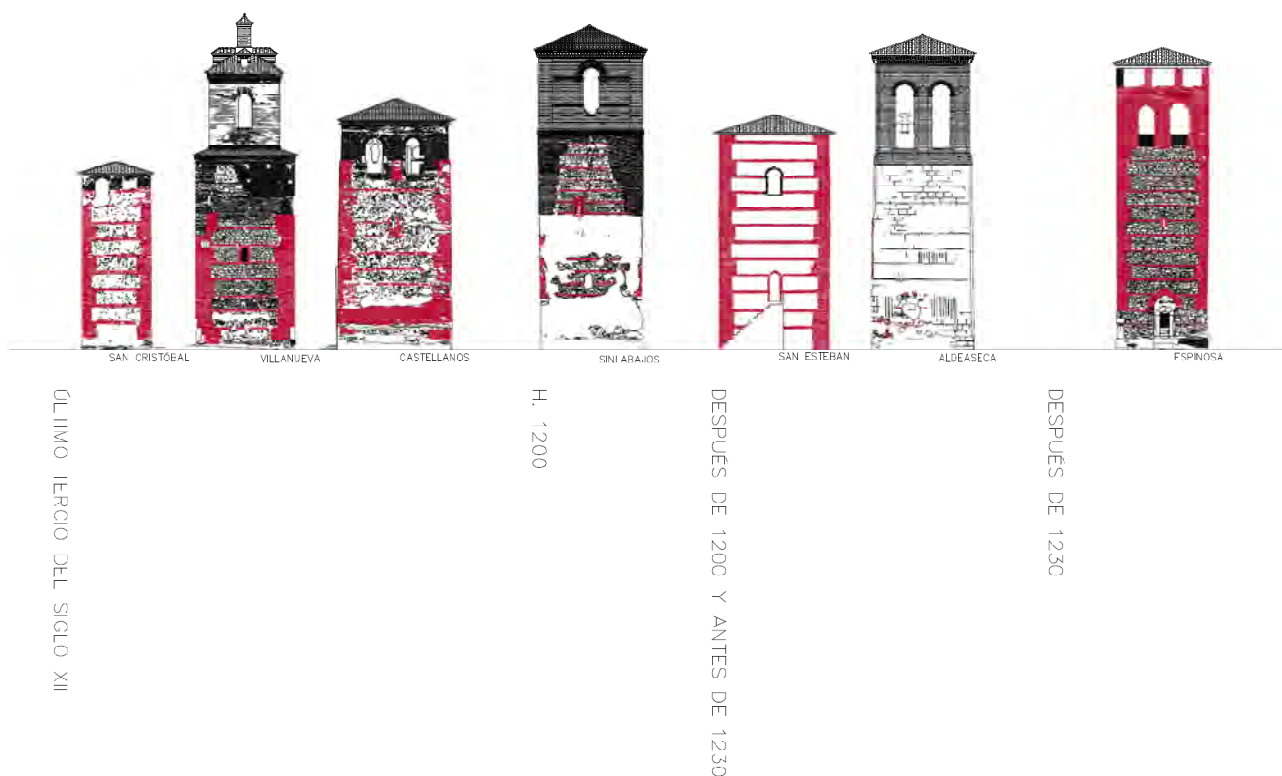 SAN CRISTÓBAL
VILLANUEVA
CASTELLANOS
SINLABAJOS
SAN ESTEBAN
ALDEASECA
ESPINOSA
ÚLTIMO TERCIO DEL SIGLO XII
H. 1200
DESPUÉS DE 1200 Y ANTES DE 1230
DESPUÉS DE 1230